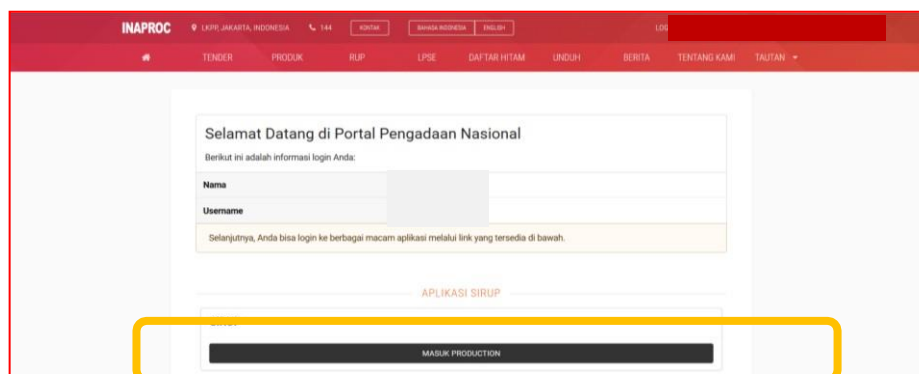 INAPROC LKPP, JAKARTA, INDONESIA 144 KONTAK BAHASA INDONESIA ENGLISH
TENDER PRODUK RUP LPSE DAFTAR HITAM UNDUH BERITA TENTANG KAMI TAUTAN
Selamat Datang di Portal Pengadaan Nasional
Berikut ini adalah informasi login Anda:
Nama
Username
Selanjutnya, Anda bisa login ke berbagai macam aplikasi melalui link yang tersedia di bawah.
APLIKASI SIRUP
MASUK PRODUCTION